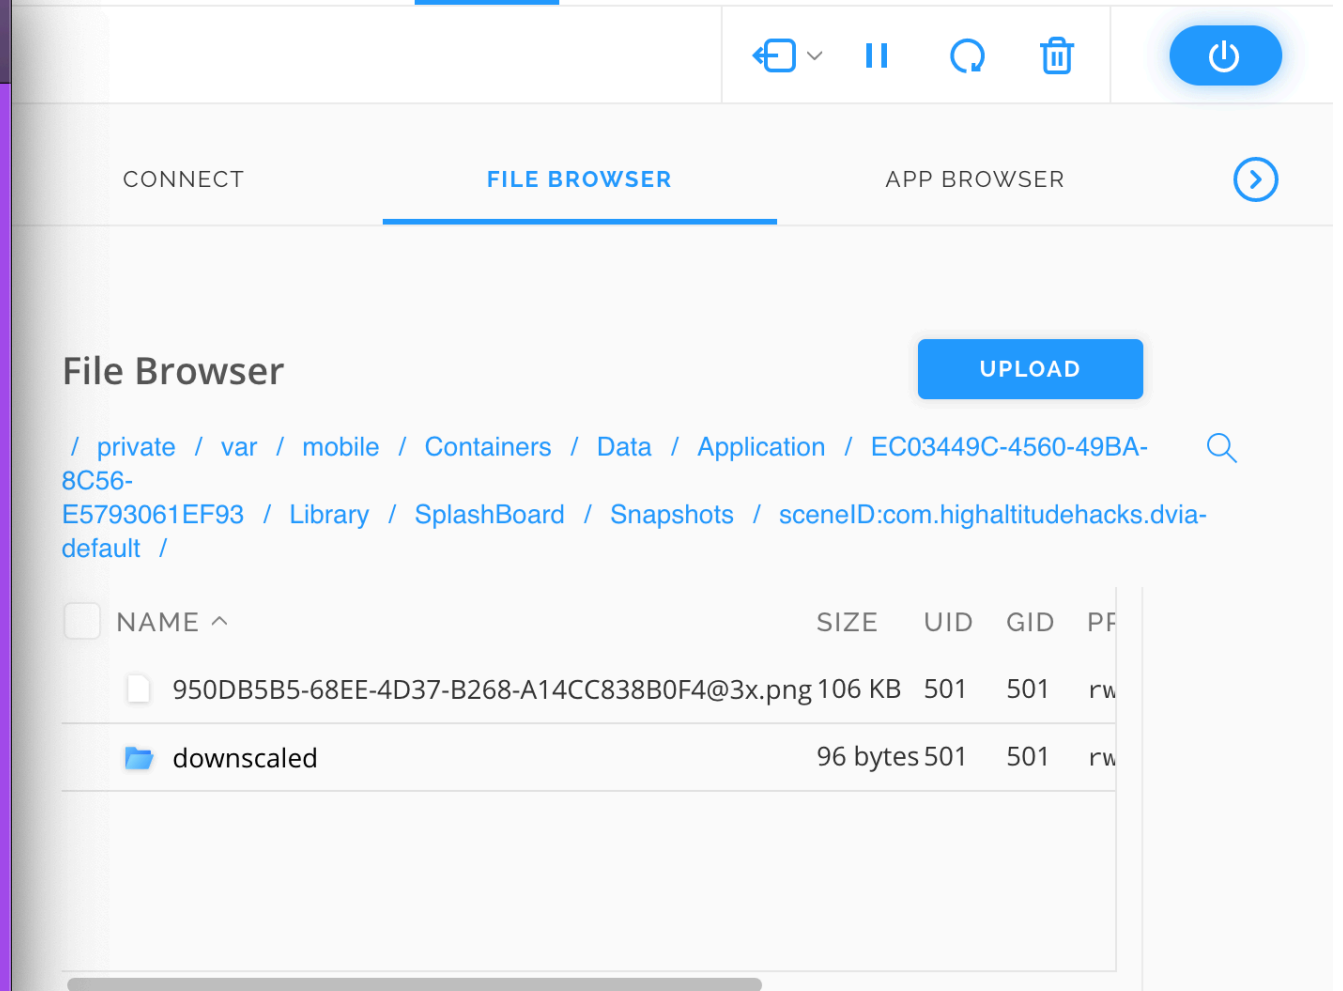 CONNECT FILE BROWSER APP BROWSER
File Browser UPLOAD
/ private / var / mobile / Containers / Data / Application / EC03449C-4560-49BA-
8C56-
E5793061EF93 / Library / SplashBoard / Snapshots / sceneID:com.highaltitudehacks.dvia-
default /
NAME SIZE UID GID
950DB5B5-68EE-4D37-B268-A14CC838B0F4@3x.png 106 KB 501 501 rw
downscaled 96 bytes 501 501 rw